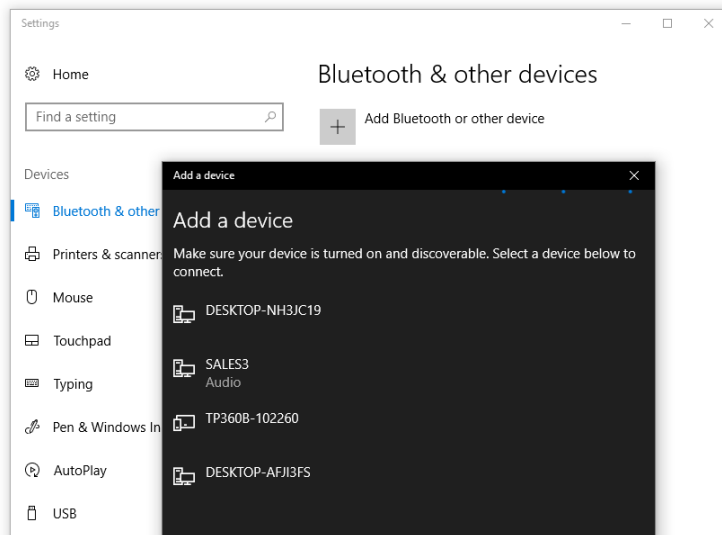 Settings
Home
Find a setting
Devices
Bluetooth & other
Printers & scanners
Mouse
Touchpad
Typing
Pen & Windows In
AutoPlay
USB
Bluetooth & other devices
Add Bluetooth or other device
Add a device
Add a device
Make sure your device is turned on and discoverable. Select a device below to
connect.
DESKTOP-NH3JC19
SALES3
Audio
TP360B-102260
DESKTOP-AFJI3FS